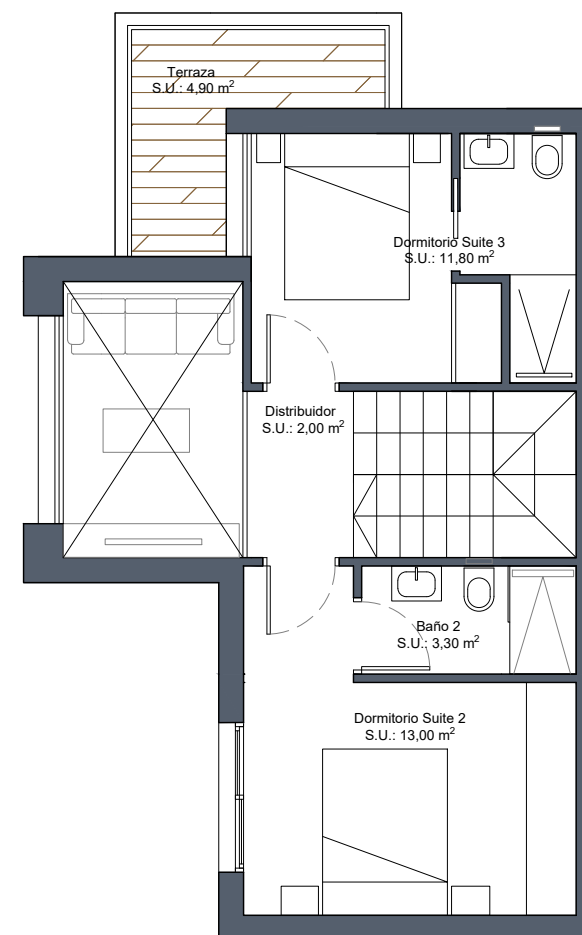 Terraza
S.U.: 4,90 m²
Dormitorio Suite 3
S.U.: 11,80 m²
Distribuidor
S.U.: 2,00 m²
Baño 2
S.U.: 3,30 m²
Dormitorio Suite 2
S.U.: 13,00 m²